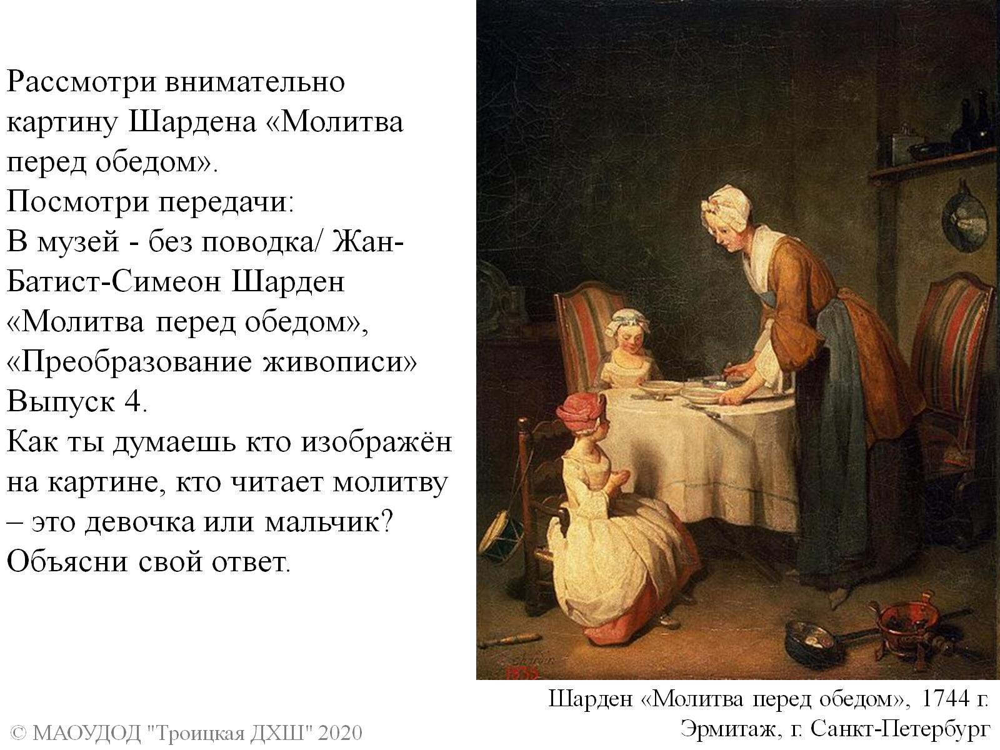 Рассмотри внимательно
картину Шардена «Молитва
перед обедом».
Посмотри передачи:
В музей - без поводка/ Жан-
Батист-Симеон Шарден
«Молитва перед обедом»,
«Преобразование живописи»
Выпуск 4.
Как ты думаешь кто изображён
на картине, кто читает молитву
– это девочка или мальчик?
Объясни свой ответ.
Шарден «Молитва перед обедом», 1744 г.
Эрмитаж, г. Санкт-Петербург
© МАОУДОД "Троицкая ДХШ" 2020